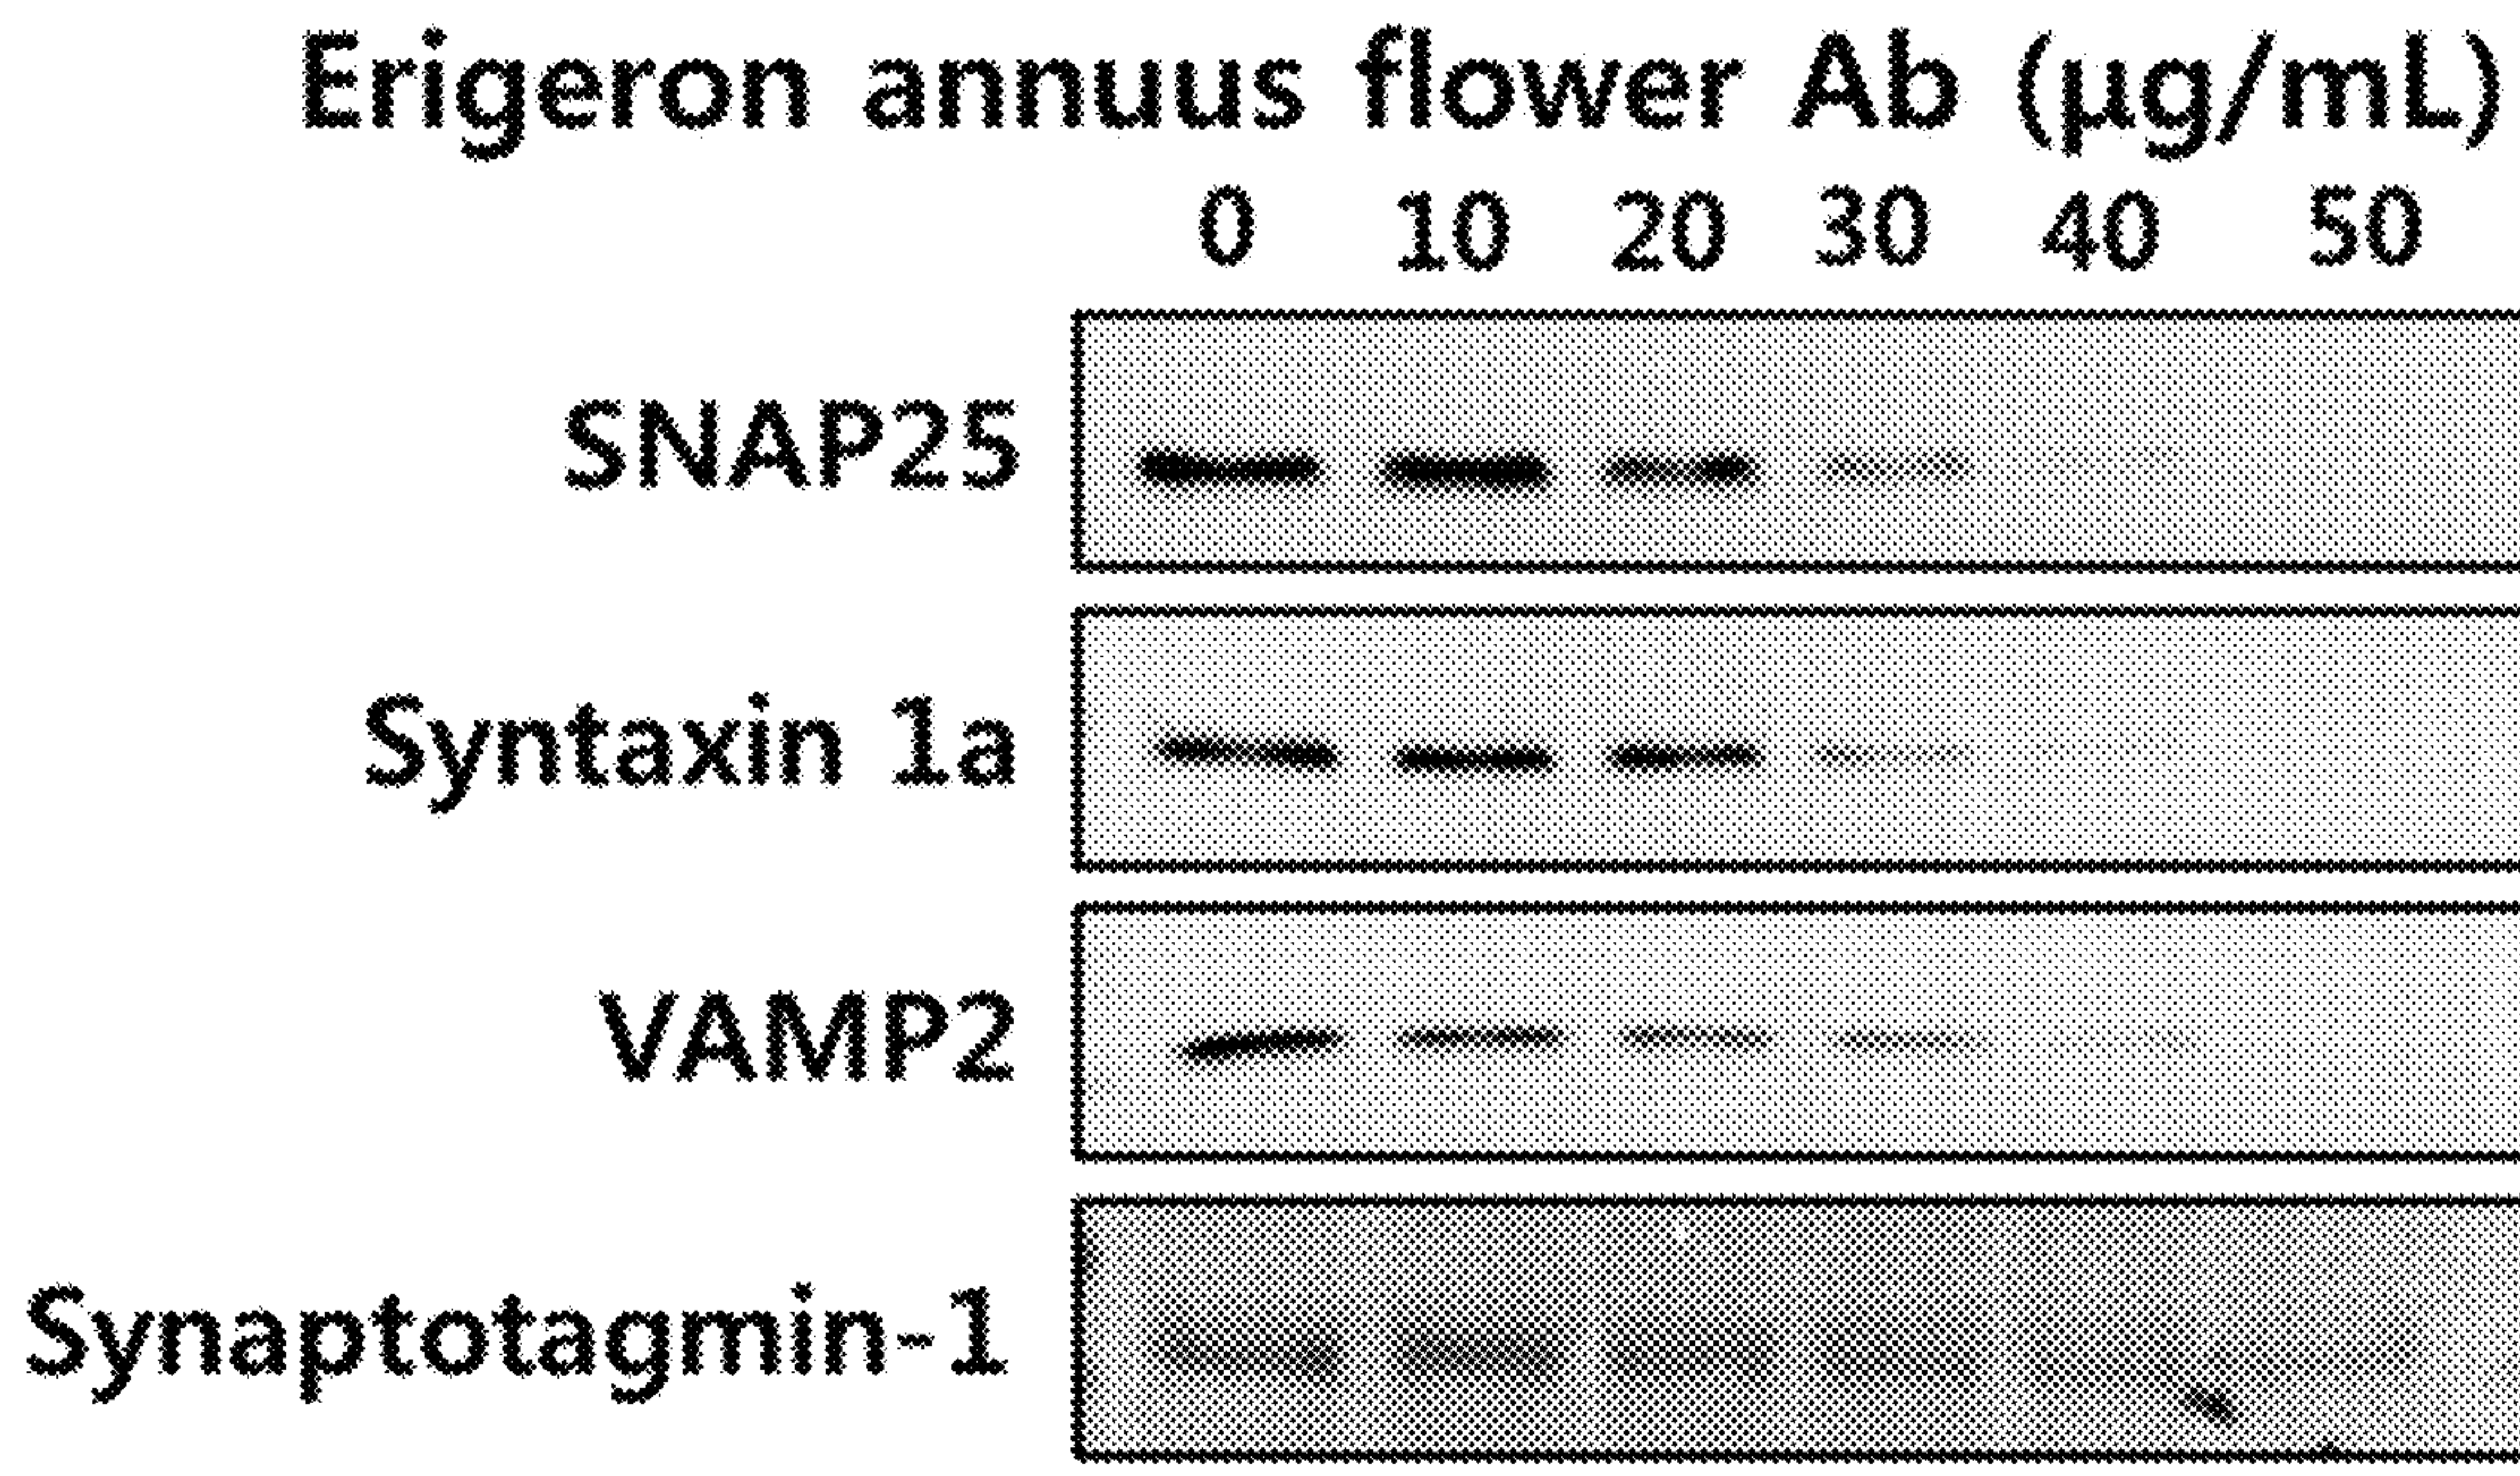 Erigeron annuus flower Ab (µg/mL)
0 10 20 30 40 50
SNAP25
Syntaxin 1a
VAMP2
Synaptotagmin-1